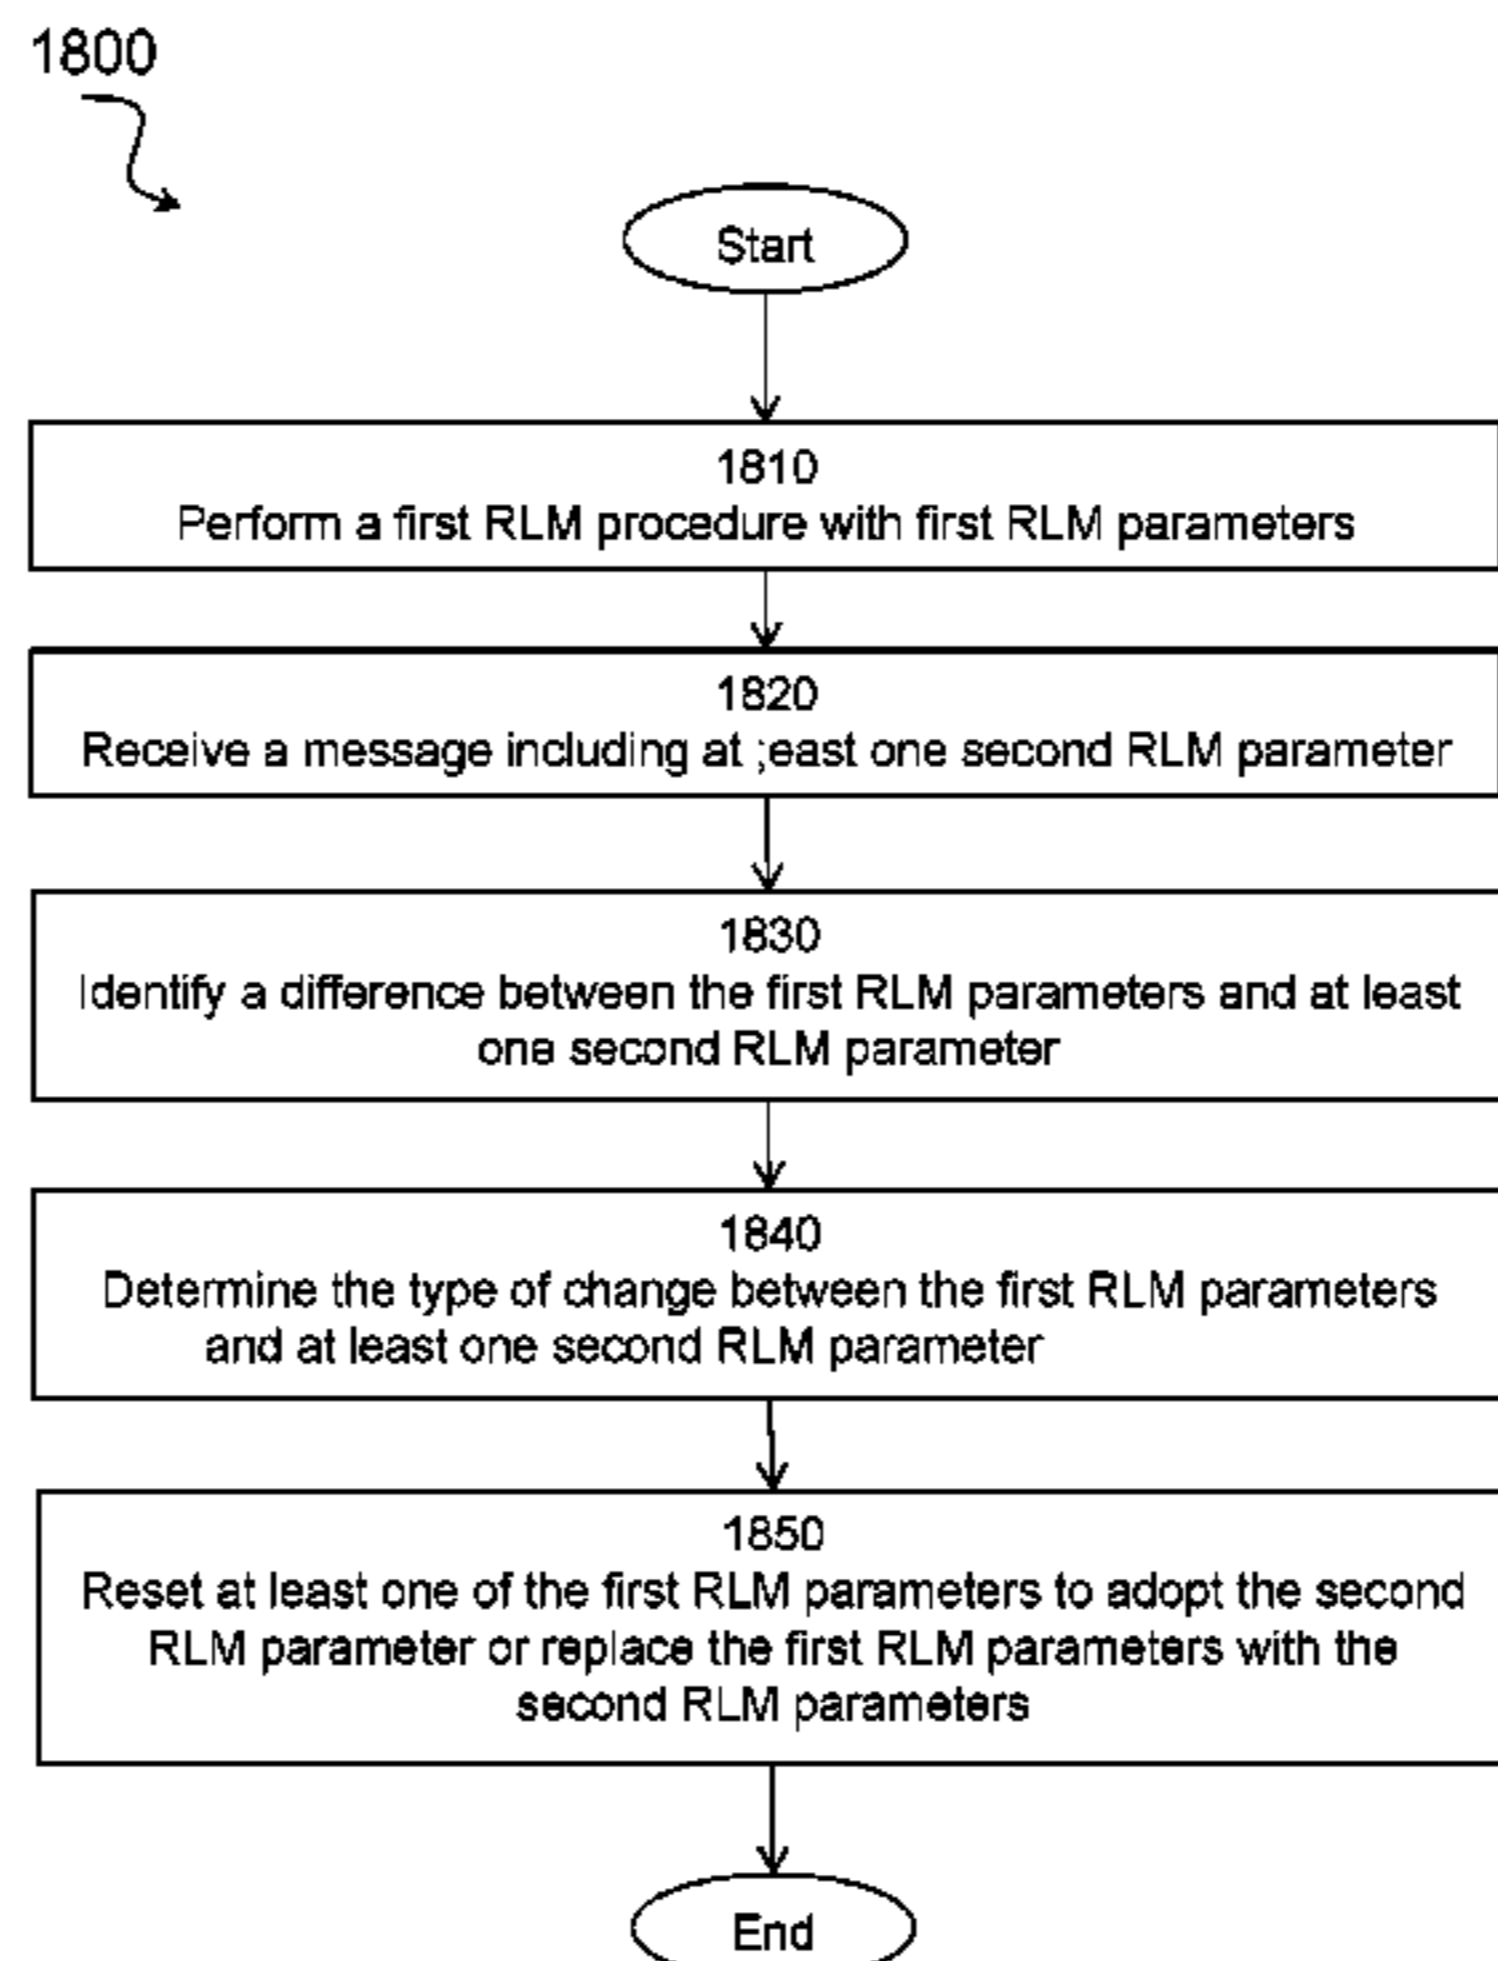 1800
Start
1810
Perform a first RLM procedure with first RLM parameters
1820
Receive a message including at ;east one second RLM parameter
1830
Identify a difference between the first RLM parameters and at least
one second RLM parameter
1840
Determine the type of change between the first RLM parameters
and at least one second RLM parameter
1850
Reset at least one of the first RLM parameters to adopt the second
RLM parameter or replace the first RLM parameters with the
second RLM parameters
End